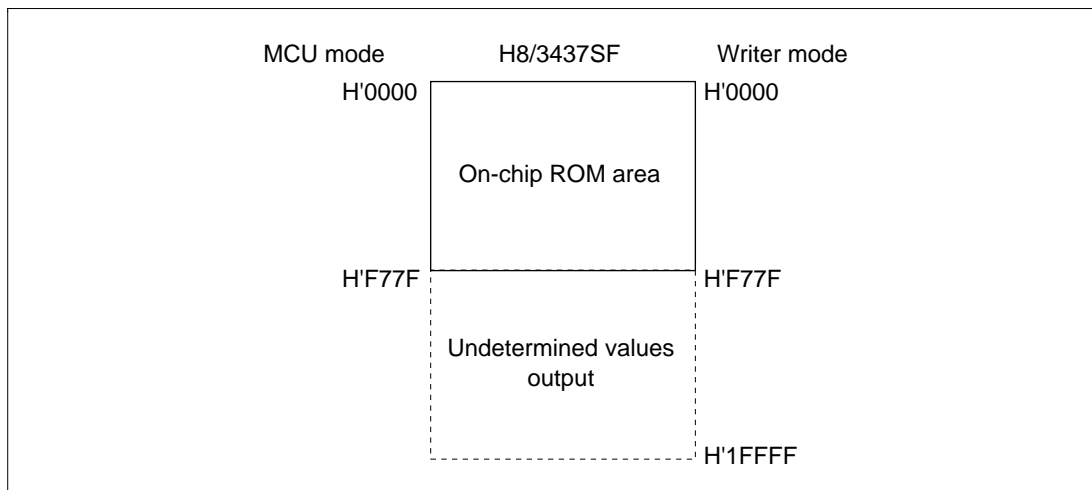 MCU mode H8/3437SF Writer mode
H'0000 H'0000
On-chip ROM area
H'F77F H'F77F
Undetermined values
output
H'1FFFF